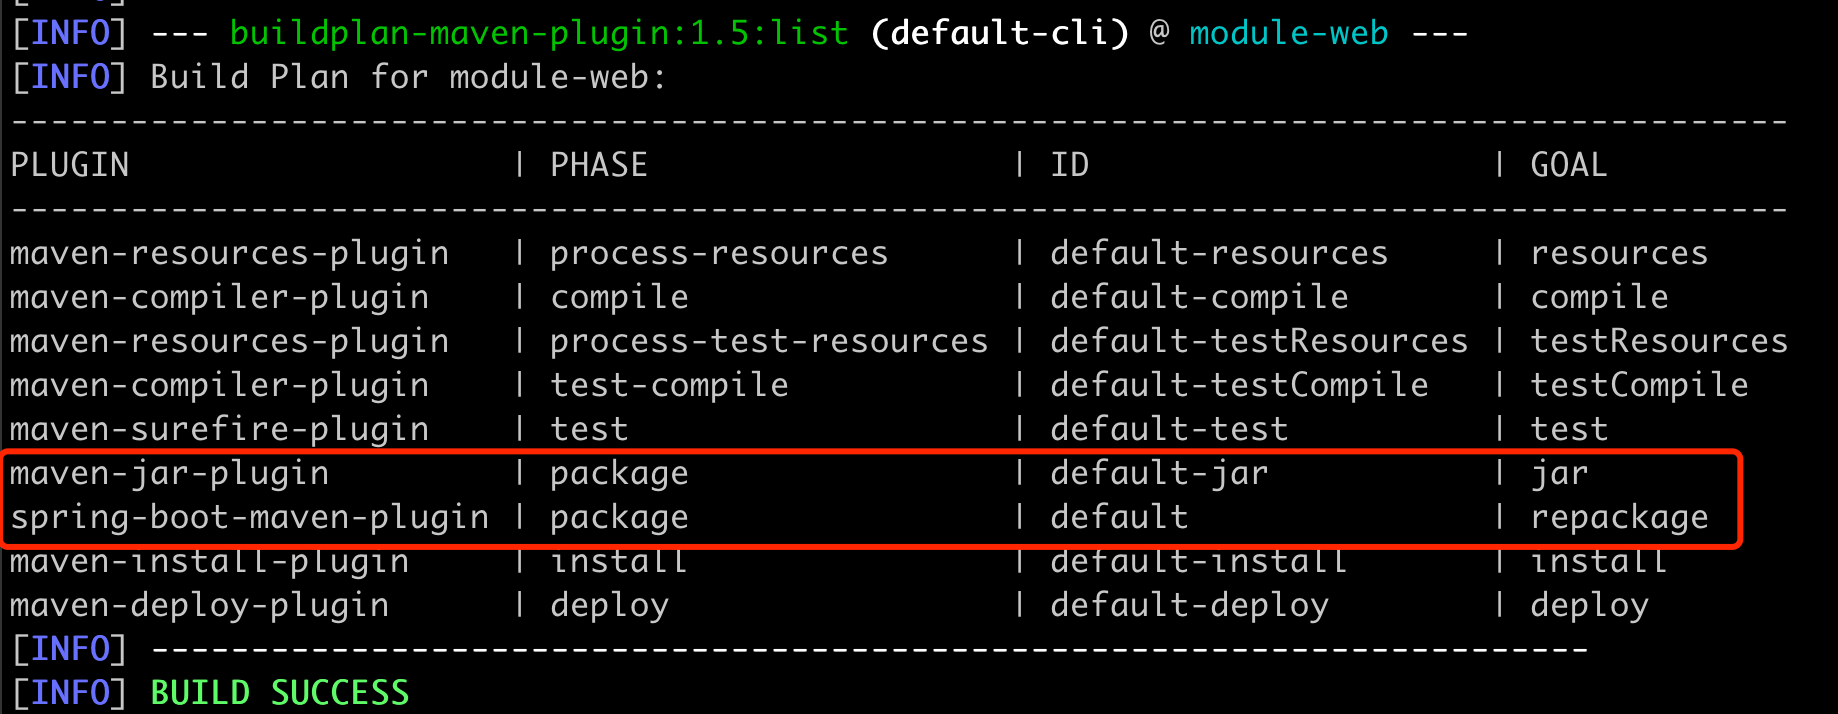 [INFO] --- buildplan-maven-plugin:1.5:list (default-cli) @ module-web ---
[INFO] Build Plan for module-web:
-----------------------------------------------------------------------------------------
PLUGIN | PHASE | ID | GOAL
-----------------------------------------------------------------------------------------
maven-resources-plugin | process-resources | default-resources | resources
maven-compiler-plugin | compile | default-compile | compile
maven-resources-plugin | process-test-resources | default-testResources | testResources
maven-compiler-plugin | test-compile | default-testCompile | testCompile
maven-surefire-plugin | test | default-test | test
maven-jar-plugin | package | default-jar | jar
spring-boot-maven-plugin | package | default | repackage
maven-install-plugin | install | default-install | install
maven-deploy-plugin | deploy | default-deploy | deploy
[INFO] ------------------------------------------------------------------------
[INFO] BUILD SUCCESS